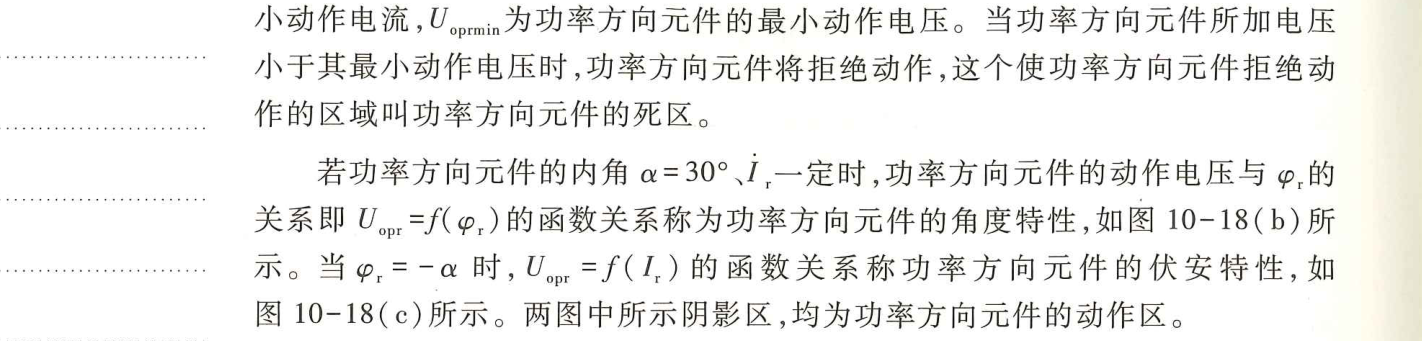 小动作电流,U_oprmin为功率方向元件的最小动作电压。当功率方向元件所加电压
小于其最小动作电压时,功率方向元件将拒绝动作,这个使功率方向元件拒绝动
作的区域叫功率方向元件的死区。
若功率方向元件的内角 α=30°、İ_r一定时,功率方向元件的动作电压与 φ_r的
关系即 U_opr=f(φ_r)的函数关系称为功率方向元件的角度特性,如图 10-18(b)所
示。当 φ_r=-α 时,U_opr=f(I_r)的函数关系称功率方向元件的伏安特性,如
图 10-18(c)所示。两图中所示阴影区,均为功率方向元件的动作区。